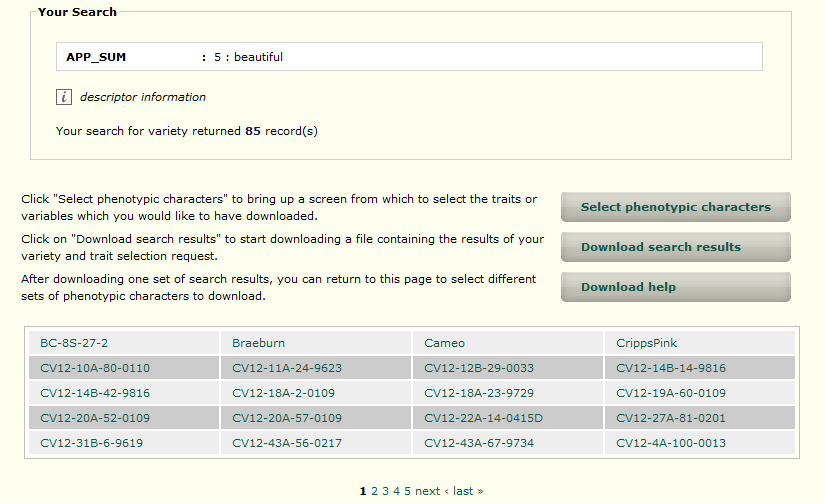 Your Search
APP_SUM : 5 : beautiful
i descriptor information
Your search for variety returned 85 record(s)
Click "Select phenotypic characters" to bring up a screen from which to select the traits or
variables which you would like to have downloaded.
Select phenotypic characters
Click on "Download search results" to start downloading a file containing the results of your
variety and trait selection request.
Download search results
After downloading one set of search results, you can return to this page to select different
sets of phenotypic characters to download.
Download help
BC-8S-27-2 Braeburn Cameo CrippsPink
CV12-10A-80-0110 CV12-11A-24-9623 CV12-12B-29-0033 CV12-14B-14-9816
CV12-14B-42-9816 CV12-18A-2-0109 CV12-18A-23-9729 CV12-19A-60-0109
CV12-20A-52-0109 CV12-20A-57-0109 CV12-22A-14-0415D CV12-27A-81-0201
CV12-31B-6-9619 CV12-43A-56-0217 CV12-43A-67-9734 CV12-4A-100-0013
1 2 3 4 5 next ‹ last »